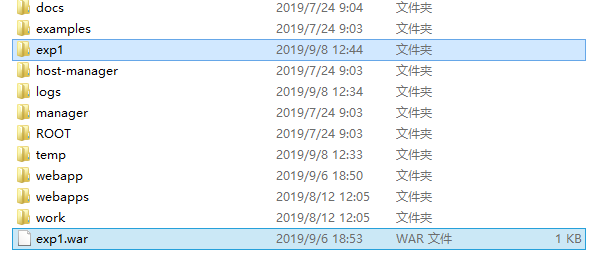 docs 2019/7/24 9:04 文件夹
examples 2019/7/24 9:03 文件夹
exp1 2019/9/8 12:44 文件夹
host-manager 2019/7/24 9:03 文件夹
logs 2019/9/8 12:34 文件夹
manager 2019/7/24 9:03 文件夹
ROOT 2019/7/24 9:03 文件夹
temp 2019/9/8 12:33 文件夹
webapp 2019/9/6 18:50 文件夹
webapps 2019/8/12 12:05 文件夹
work 2019/8/12 12:05 文件夹
exp1.war 2019/9/6 18:53 WAR 文件 1 KB